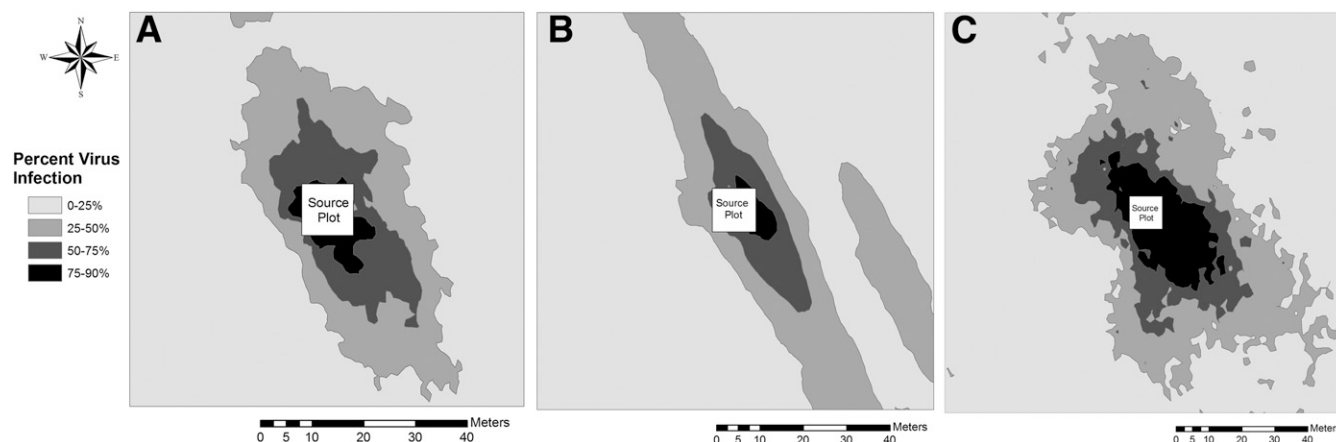 N
W
E
S
Percent Virus
Infection
0-25%
25-50%
50-75%
75-90%
A
Source
Plot
Meters
0 5 10 20 30 40
B
Source
Plot
Meters
0 5 10 20 30 40
C
Source
Plot
Meters
0 5 10 20 30 40